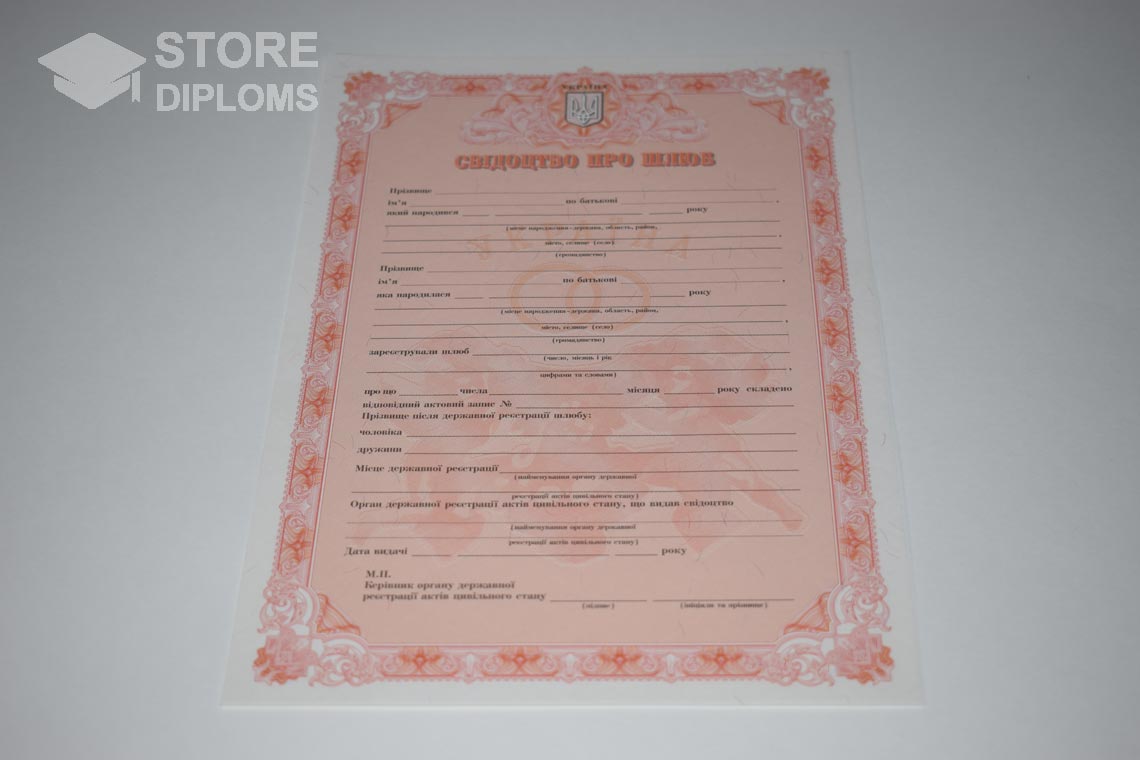 STORE
DIPLOMS
УКРАЇНА
СВІДОЦТВО ПРО ШЛЮБ
Прізвище
ім’я по батькові ,
який народився року
(місце народження-держава, область, район,
,
місто, селище (село)
УКРАЇНА
(громадянство)
Прізвище
ім’я по батькові ,
яка народилася року
(місце народження-держава, область, район,
,
місто, селище (село)
(громадянство)
зареєстрували шлюб
(число, місяць і рік
,
цифрами та словами)
про що числа місяця року складено
відповідний актовий запис №
Прізвище після державної реєстрації шлюбу:
чоловіка
дружини
Місце державної реєстрації
(найменування органу державної
реєстрації актів цивільного стану)
Орган державної реєстрації актів цивільного стану, що видав свідоцтво
(найменування органу державної
реєстрації актів цивільного стану)
Дата видачі року
М.П.
Керівник органу державної
реєстрації актів цивільного стану
(підпис) (ініціали та прізвище)